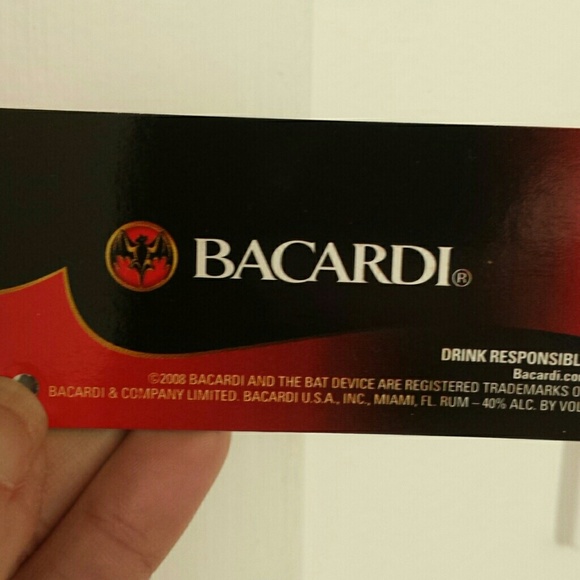 BACARDI®
DRINK RESPONSIBL
Bacardi.co
©2008 BACARDI AND THE BAT DEVICE ARE REGISTERED TRADEMARKS O
BACARDI & COMPANY LIMITED. BACARDI U.S.A., INC., MIAMI, FL. RUM – 40% ALC. BY VOL